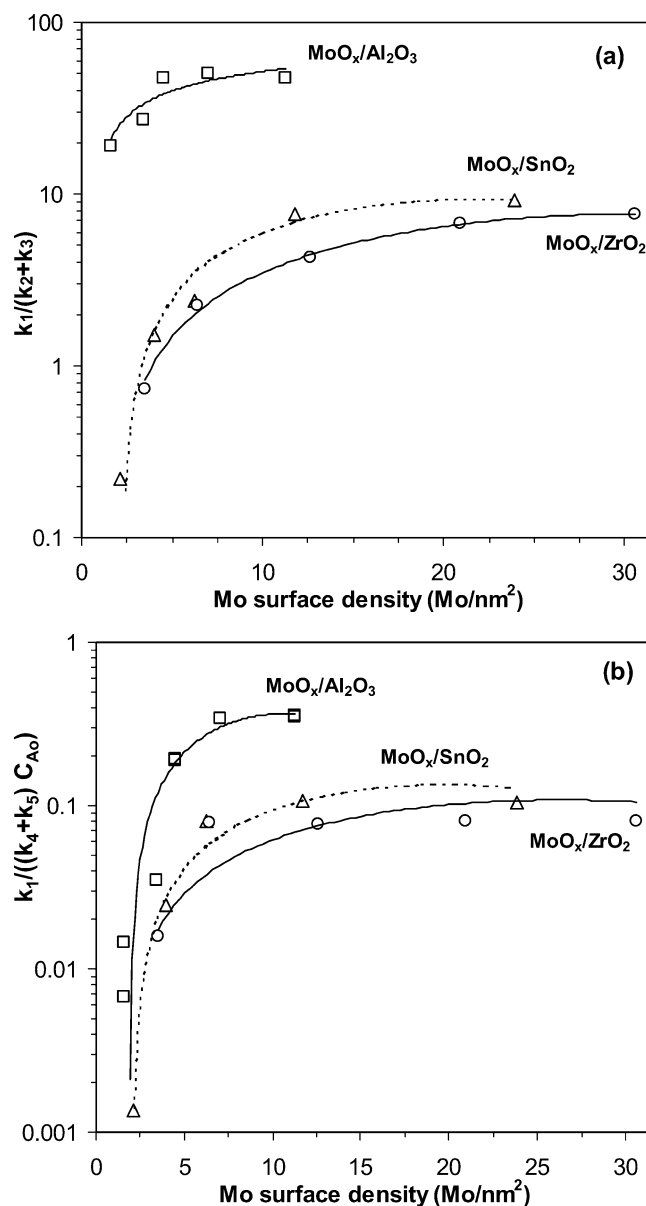 100
MoOₓ/Al₂O₃
(a)
MoOₓ/SnO₂
10
MoOₓ/ZrO₂
k₁/(k₂+k₃)
1
0.1
0 10 20 30
Mo surface density (Mo/nm²)
1
(b)
MoOₓ/Al₂O₃
MoOₓ/SnO₂
0.1
MoOₓ/ZrO₂
k₁/((k₄+k₅) C_Ao)
0.01
0.001
0 5 10 15 20 25 30
Mo surface density (Mo/nm²)